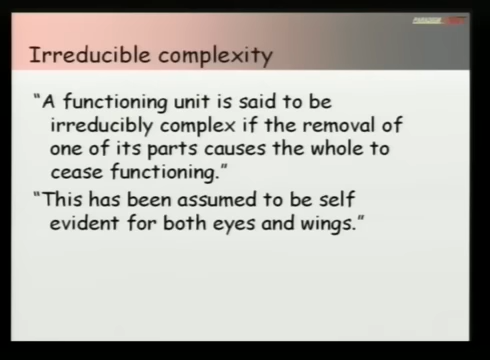 Irreducible complexity
“A functioning unit is said to be
irreducibly complex if the removal of
one of its parts causes the whole to
cease functioning.”
“This has been assumed to be self
evident for both eyes and wings.”